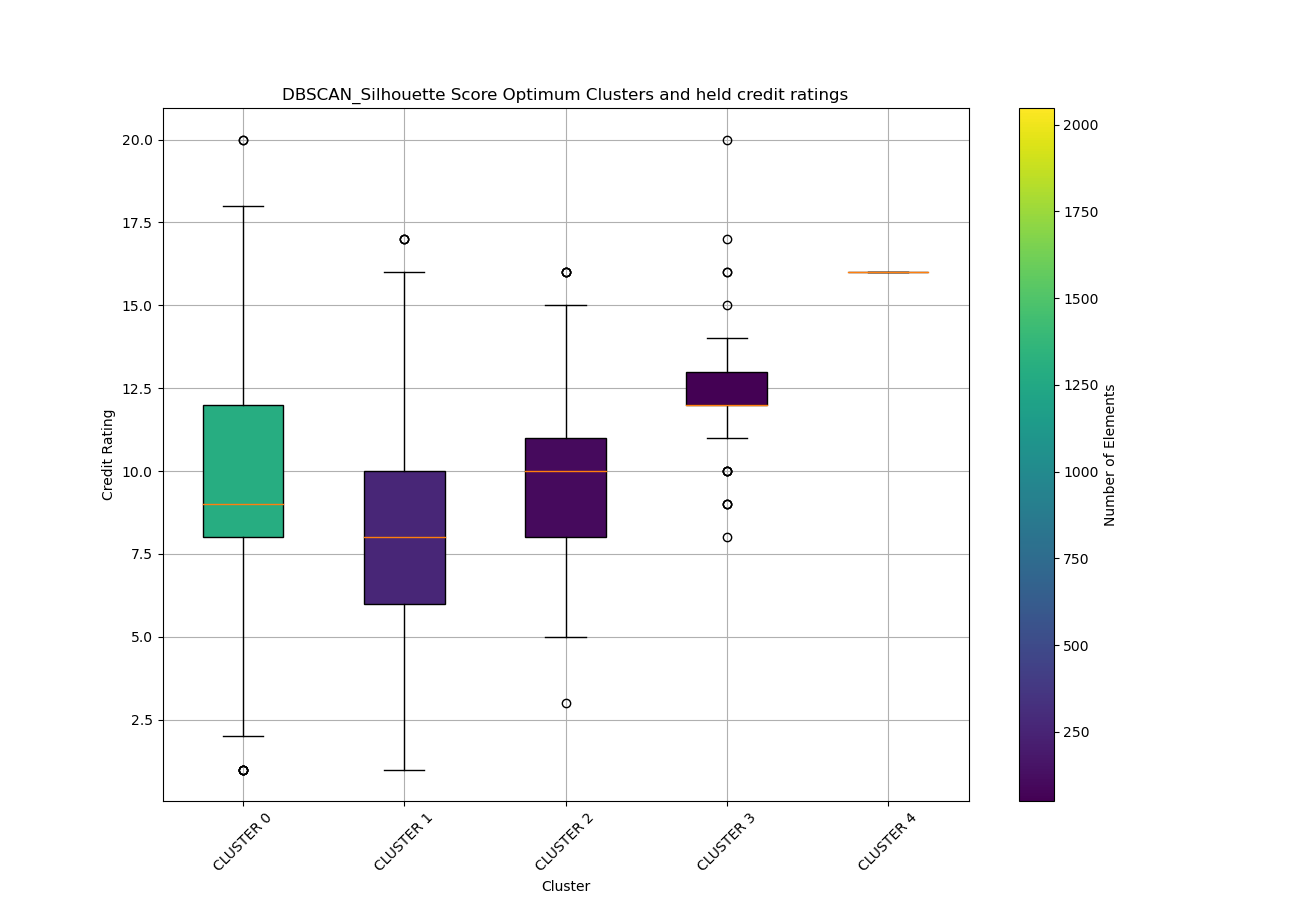 DBSCAN_Silhouette Score Optimum Clusters and held credit ratings
20.0
17.5
15.0
12.5
10.0
7.5
5.0
2.5
Credit Rating
CLUSTER 0
CLUSTER 1
CLUSTER 2
CLUSTER 3
CLUSTER 4
Cluster
2000
1750
1500
1250
1000
750
500
250
Number of Elements